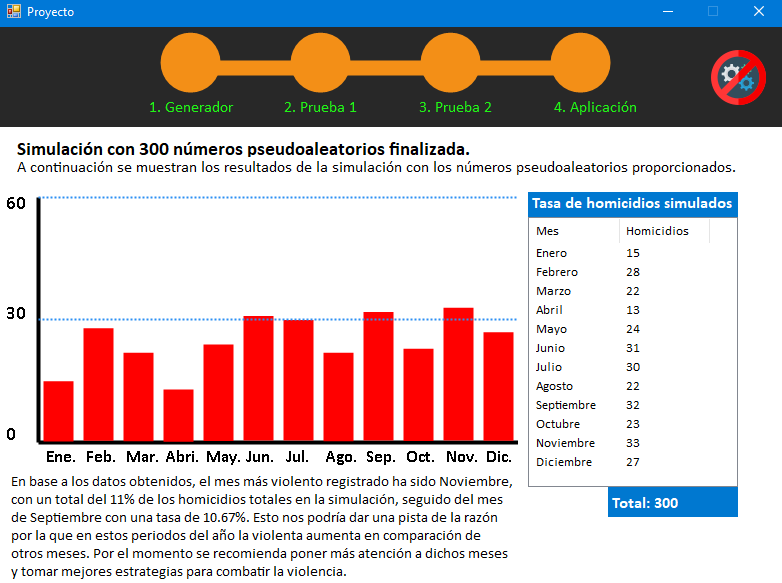 Proyecto
1. Generador
2. Prueba 1
3. Prueba 2
4. Aplicación
Simulación con 300 números pseudoaleatorios finalizada.
A continuación se muestran los resultados de la simulación con los números pseudoaleatorios proporcionados.
60
30
0
Ene. Feb. Mar. Abri. May. Jun. Jul. Ago. Sep. Oct. Nov. Dic.
Tasa de homicidios simulados
Mes Homicidios
Enero 15
Febrero 28
Marzo 22
Abril 13
Mayo 24
Junio 31
Julio 30
Agosto 22
Septiembre 32
Octubre 23
Noviembre 33
Diciembre 27
Total: 300
En base a los datos obtenidos, el mes más violento registrado ha sido Noviembre,
con un total del 11% de los homicidios totales en la simulación, seguido del mes
de Septiembre con una tasa de 10.67%. Esto nos podría dar una pista de la razón
por la que en estos periodos del año la violenta aumenta en comparación de
otros meses. Por el momento se recomienda poner más atención a dichos meses
y tomar mejores estrategias para combatir la violencia.